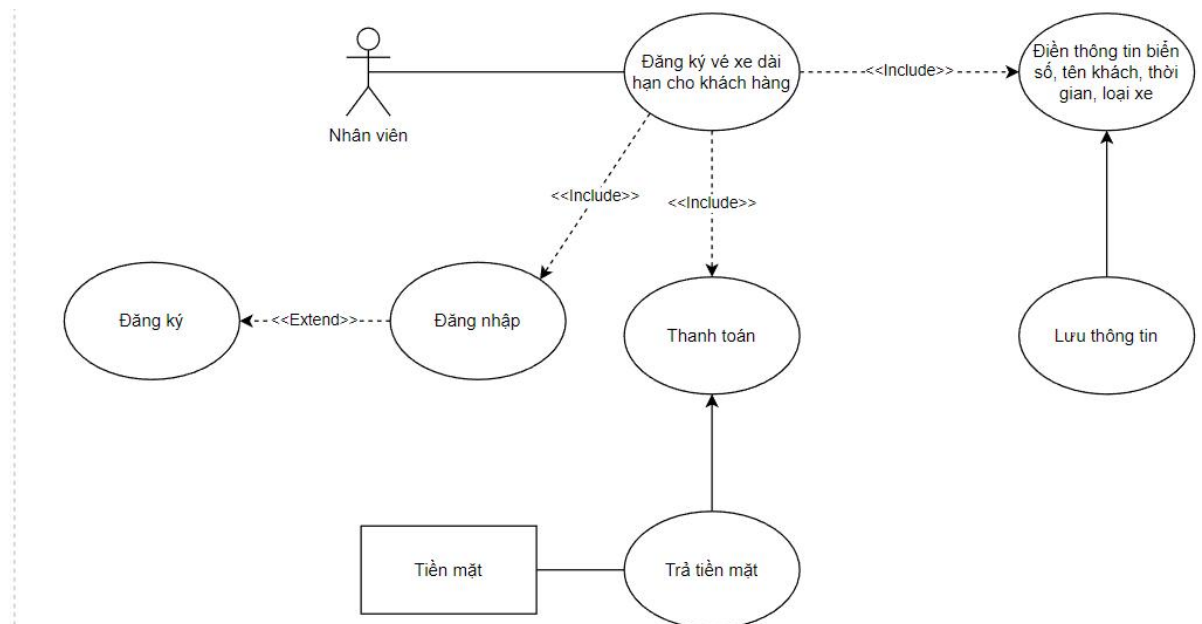 Đăng ký vé xe dài
hạn cho khách hàng
<<Include>>
Điền thông tin biển
số, tên khách, thời
gian, loại xe
Nhân viên
<<Include>>
<<Include>>
Đăng ký
<<Extend>>
Đăng nhập
Thanh toán
Lưu thông tin
Tiền mặt
Trả tiền mặt